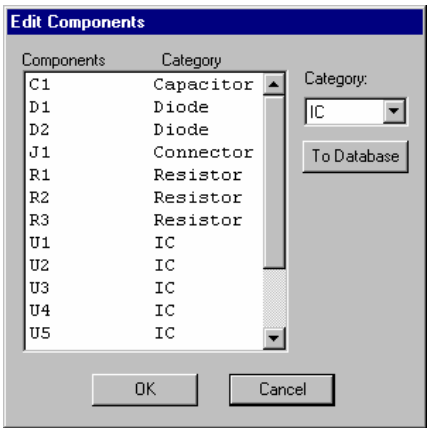 Edit Components
Components Category
C1 Capacitor
D1 Diode
D2 Diode
J1 Connector
R1 Resistor
R2 Resistor
R3 Resistor
U1 IC
U2 IC
U3 IC
U4 IC
U5 IC
Category:
IC
To Database
OK Cancel